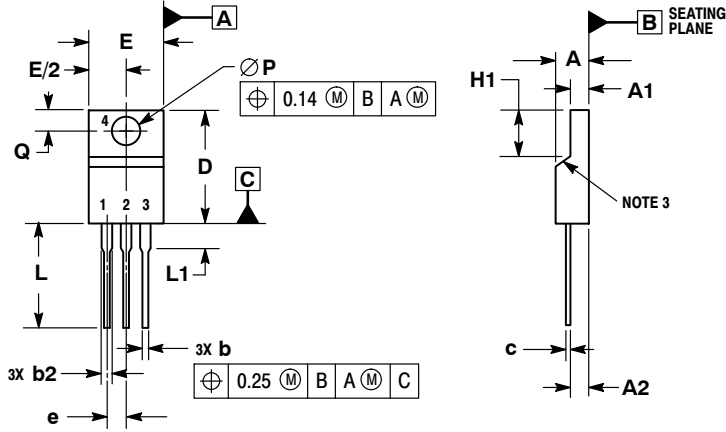 A
E
E/2
Ø P
⌖ 0.14 Ⓜ B A Ⓜ
4
Q
D
C
1 2 3
L
L1
3X b
3X b2
⌖ 0.25 Ⓜ B A Ⓜ C
e
B SEATING
PLANE
A
H1
A1
NOTE 3
c
A2